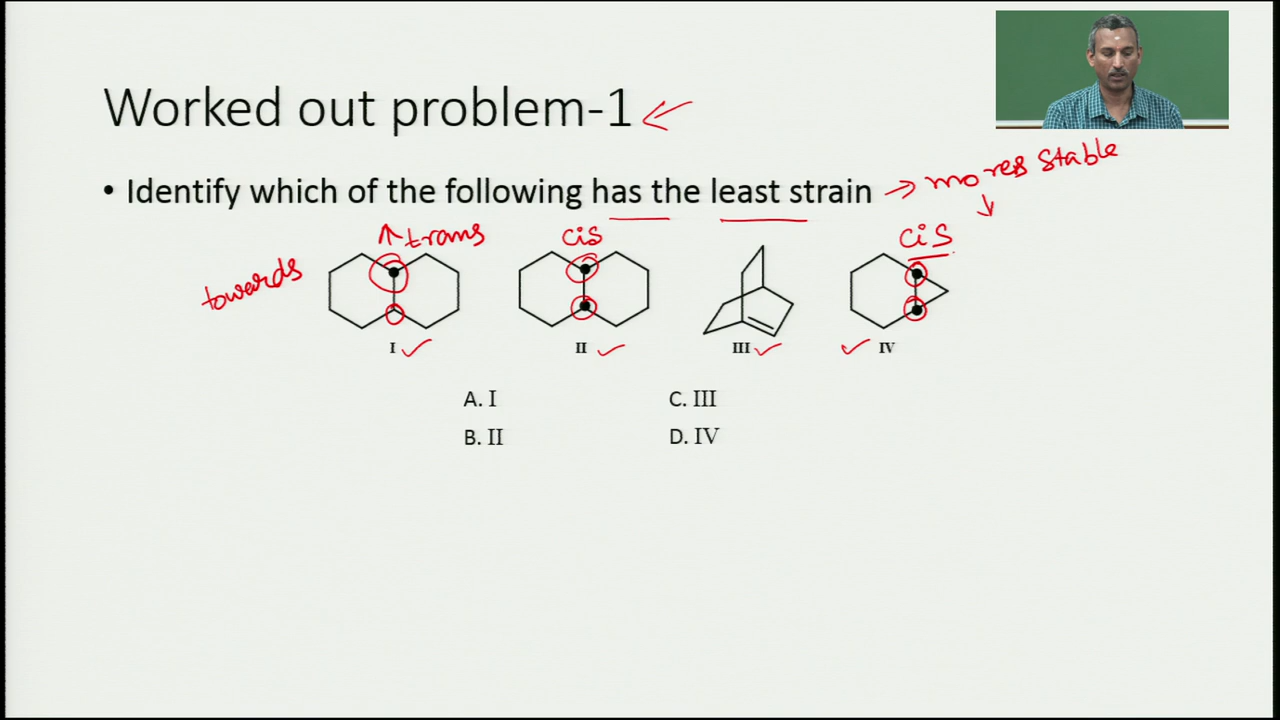 Worked out problem-1
• Identify which of the following has the least strain → mores stable
towards
trans
cis
cis
I
II
III
IV
A. I
C. III
B. II
D. IV